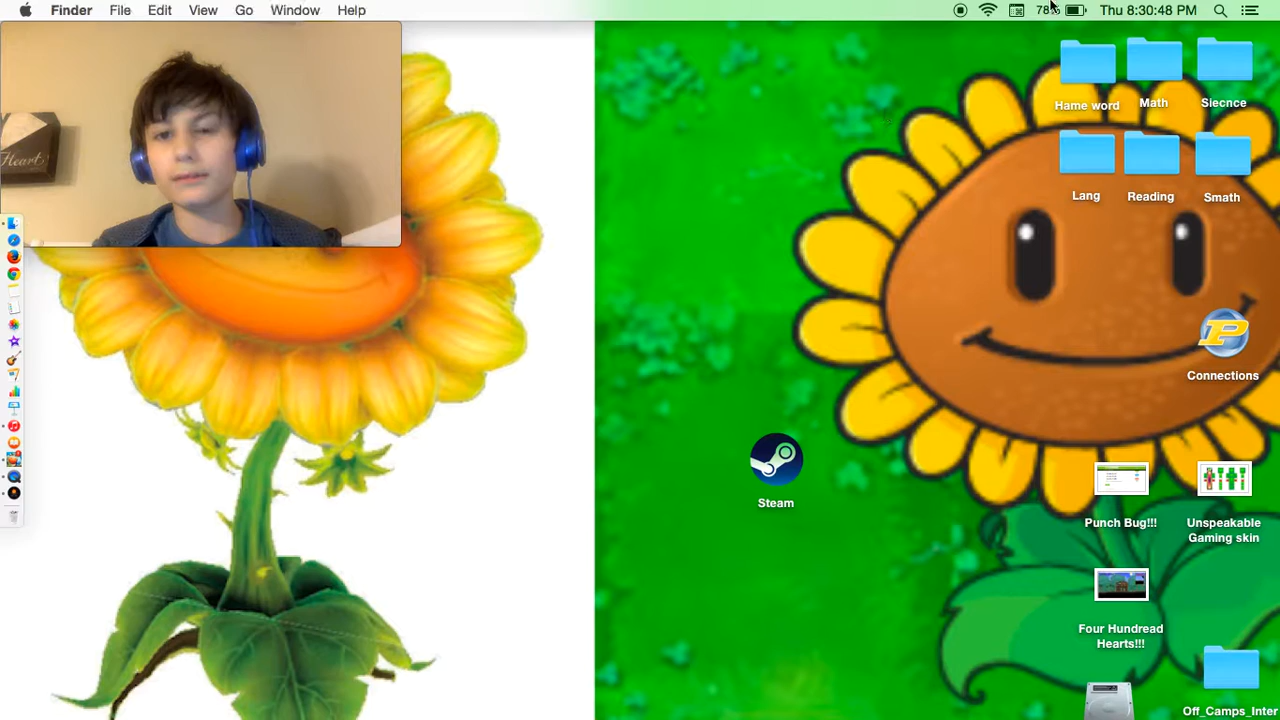 Finder File Edit View Go Window Help
Thu 8:30:48 PM
Heart
Hame word
Math
Siecnce
Lang
Reading
Smath
P
Connections
Steam
Punch Bug!!!
Unspeakable
Gaming skin
Four Hundread
Hearts!!!
Off_Camps_Inter